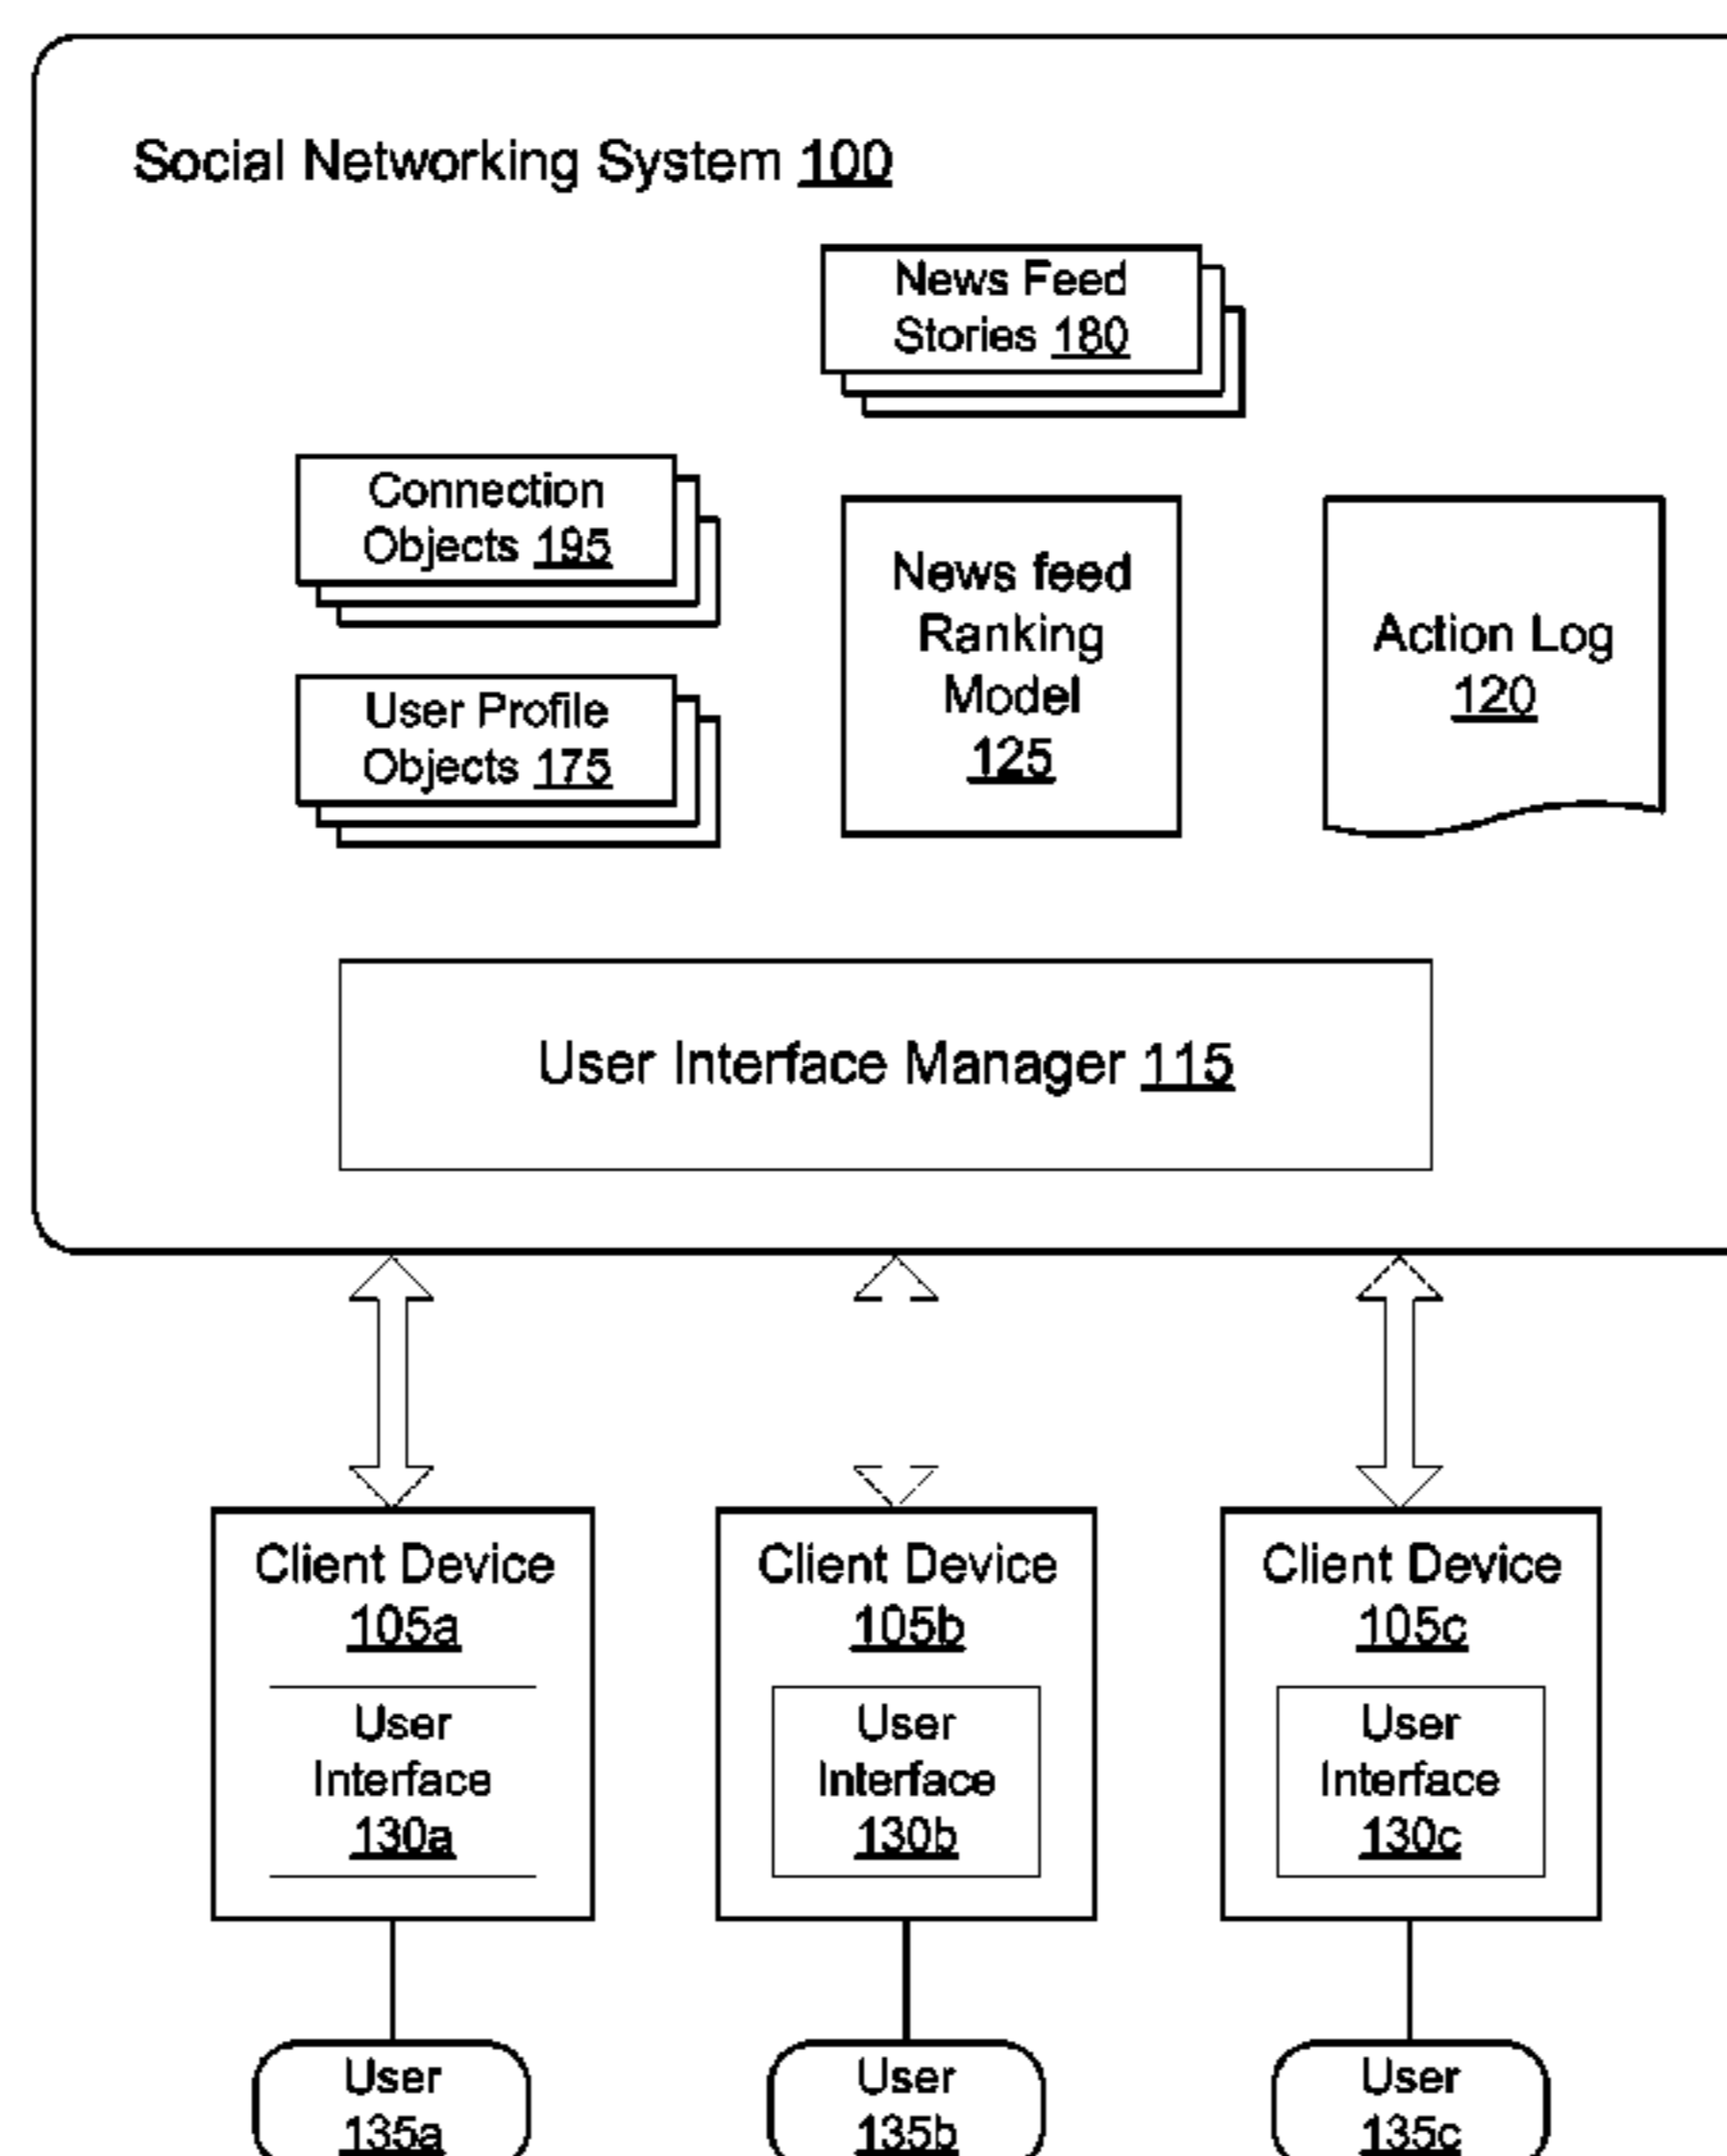 Social Networking System 100
News Feed
Stories 180
Connection
Objects 195
User Profile
Objects 175
News feed
Ranking
Model
125
Action Log
120
User Interface Manager 115
Client Device
105a
User
Interface
130a
Client Device
105b
User
Interface
130b
Client Device
105c
User
Interface
130c
User
135a
User
135b
User
135c